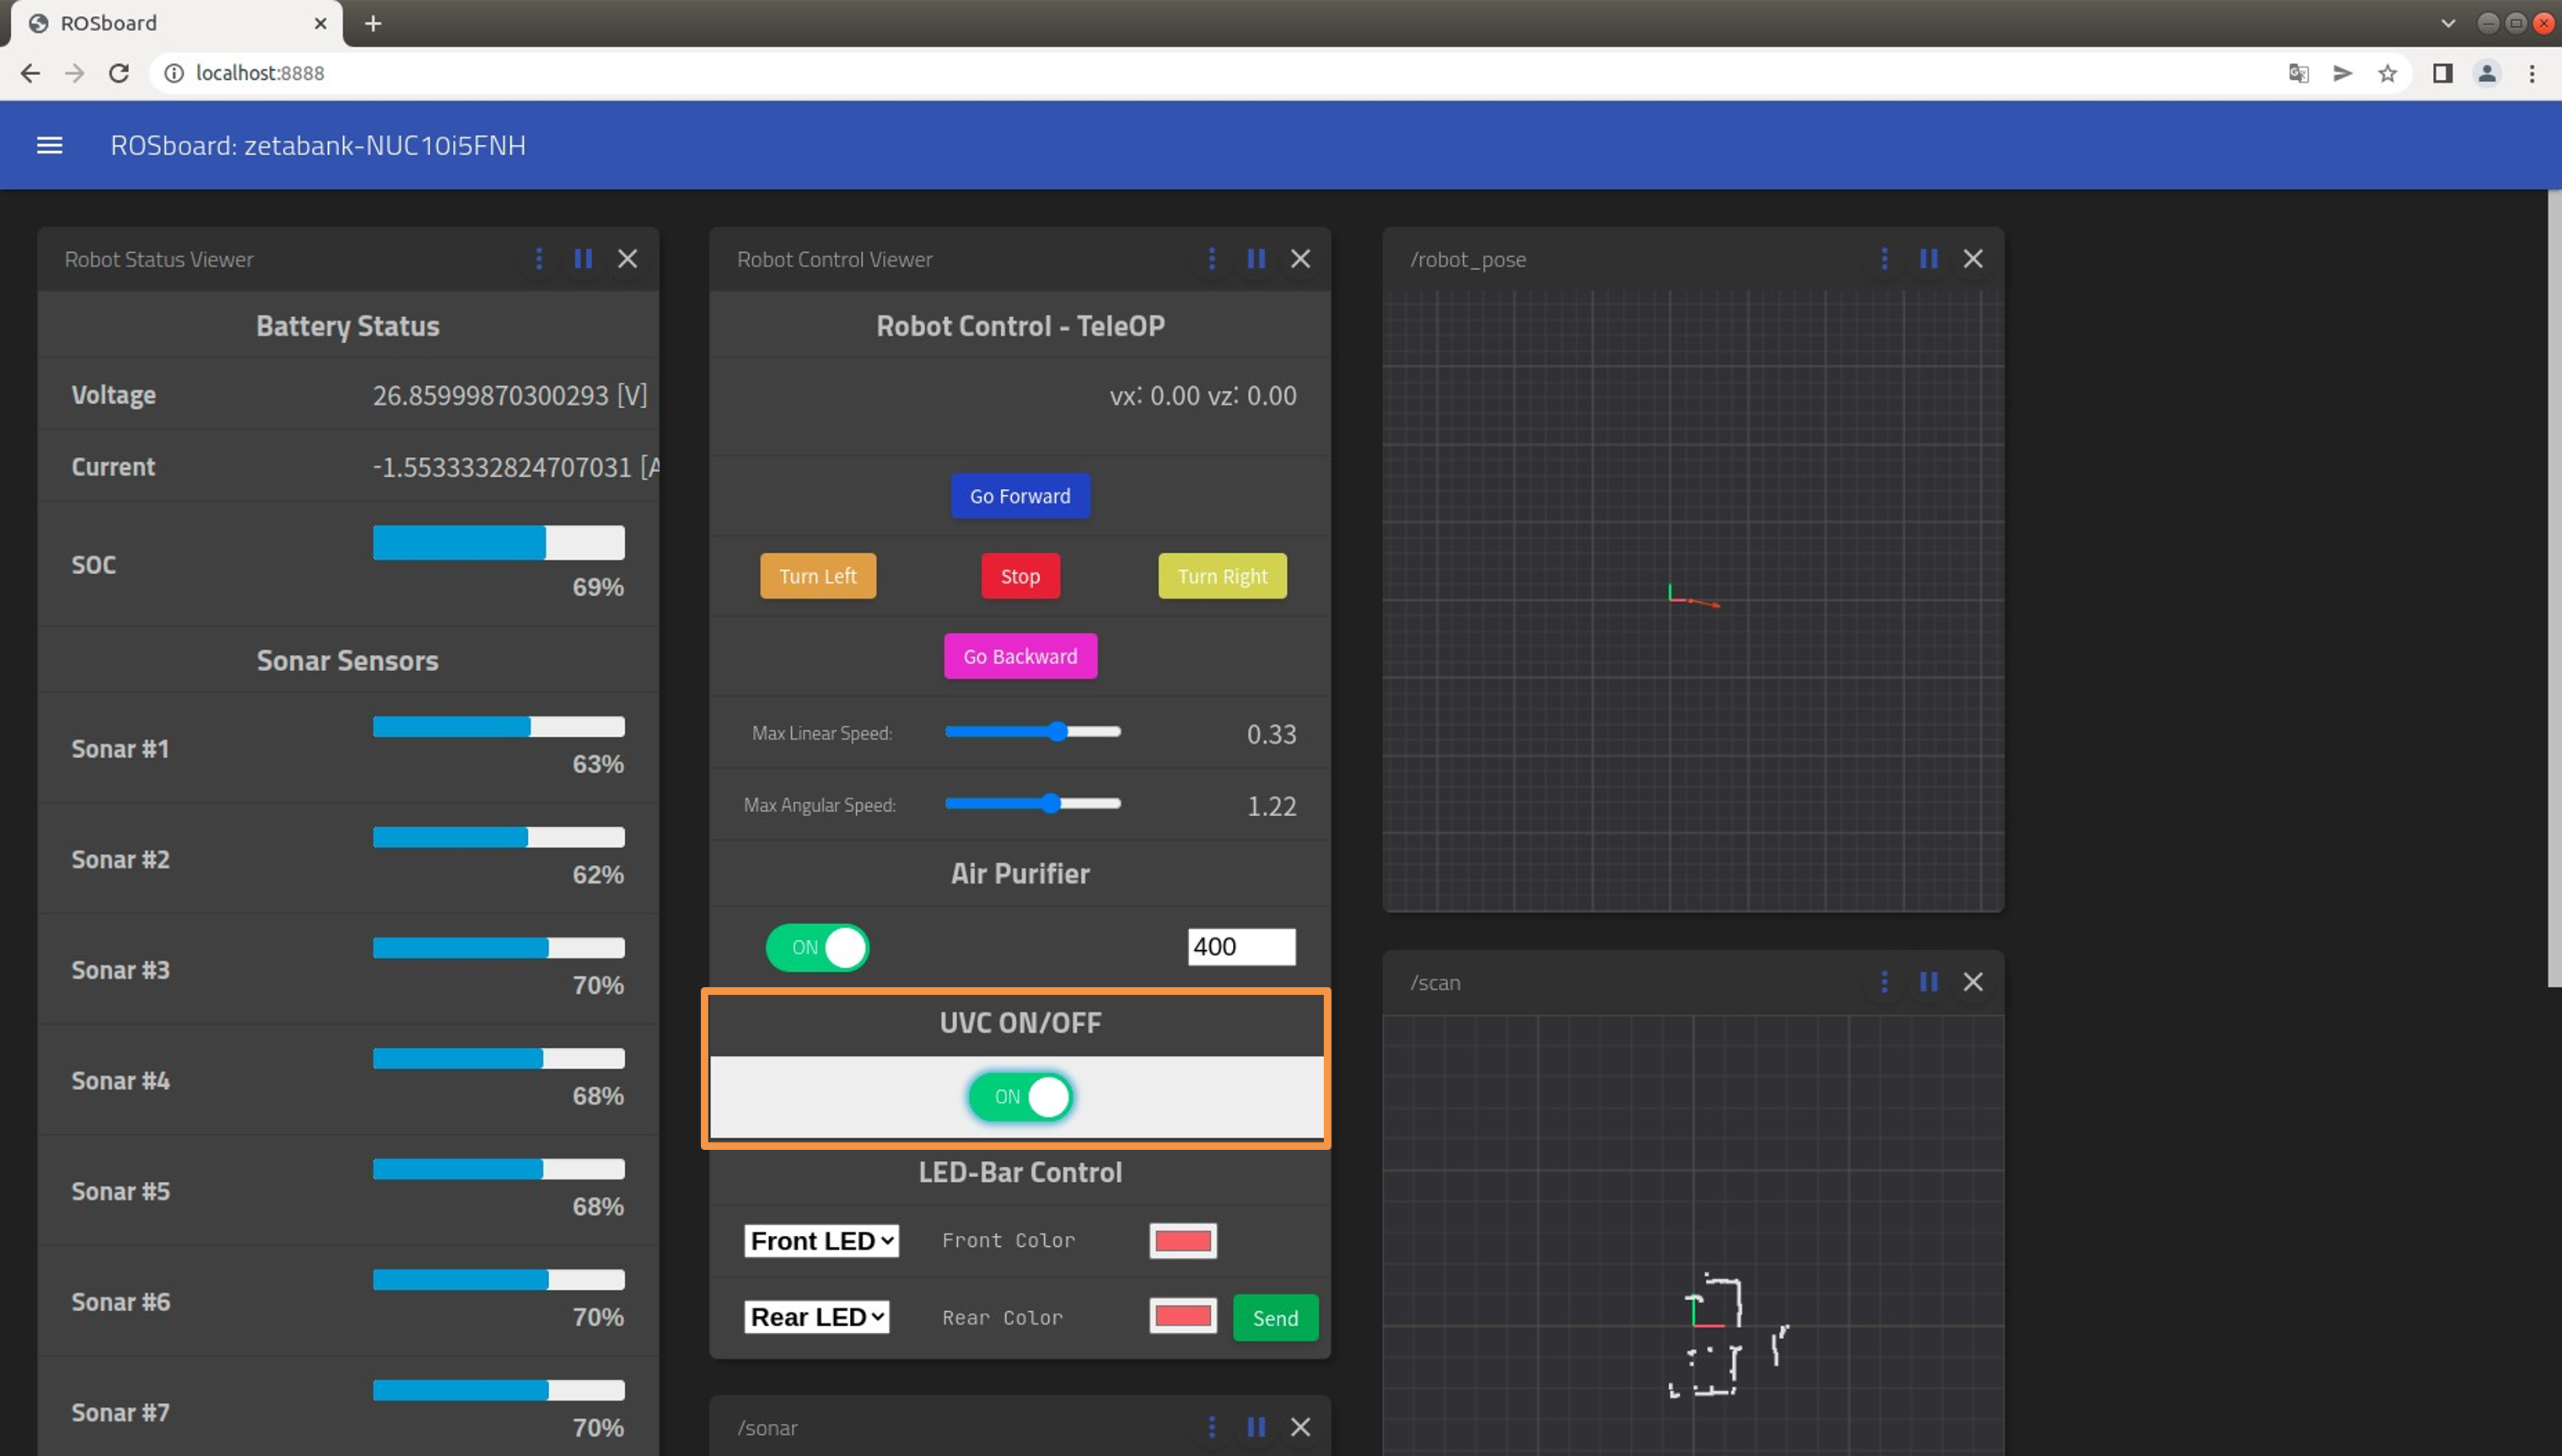 ROSboard
localhost:8888
ROSboard: zetabank-NUC10i5FNH
Robot Status Viewer
Battery Status
Voltage 26.85999870300293 [V]
Current -1.5533332824707031 [A
SOC
69%
Sonar Sensors
Sonar #1
63%
Sonar #2
62%
Sonar #3
70%
Sonar #4
68%
Sonar #5
68%
Sonar #6
70%
Sonar #7
70%
Robot Control Viewer
Robot Control - TeleOP
vx: 0.00 vz: 0.00
Go Forward
Turn Left Stop Turn Right
Go Backward
Max Linear Speed: 0.33
Max Angular Speed: 1.22
Air Purifier
ON 400
UVC ON/OFF
ON
LED-Bar Control
Front LED Front Color
Rear LED Rear Color Send
/sonar
/robot_pose
/scan